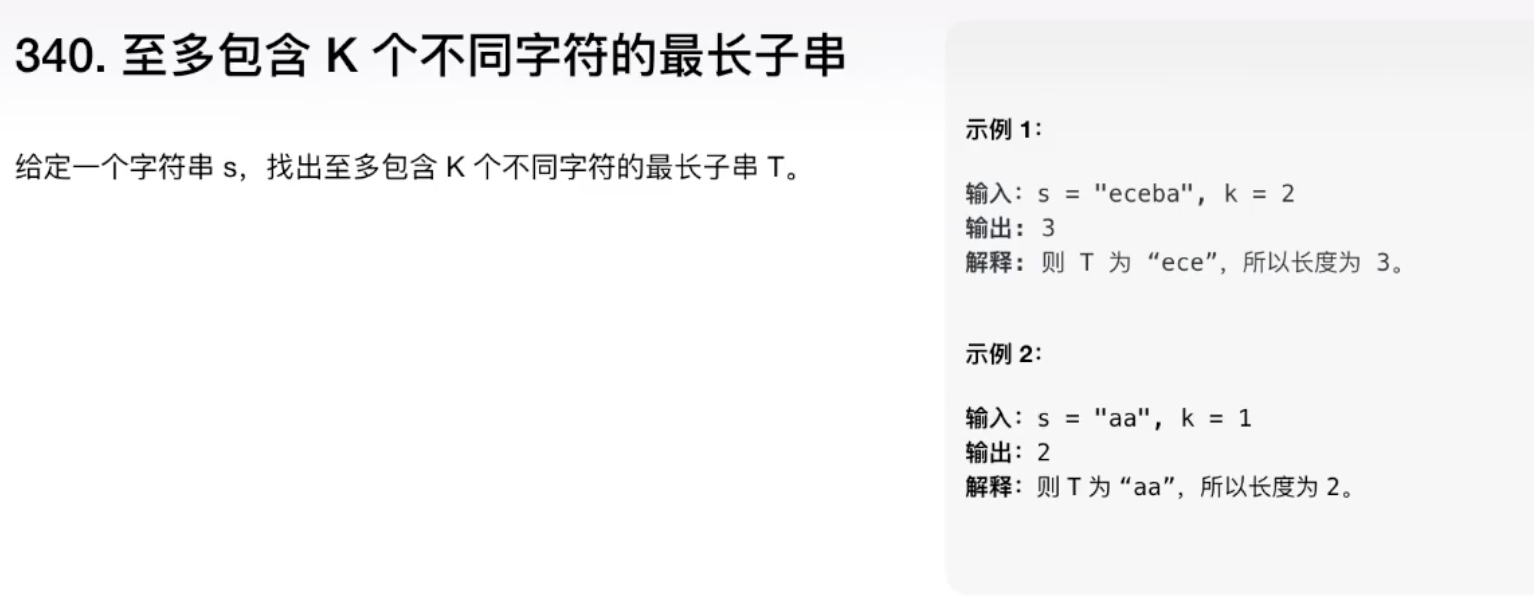 340. 至多包含 K 个不同字符的最长子串
给定一个字符串 s，找出至多包含 K 个不同字符的最长子串 T。
示例 1：
输入：s = "eceba", k = 2
输出：3
解释：则 T 为 “ece”，所以长度为 3。
示例 2：
输入：s = "aa", k = 1
输出：2
解释：则 T 为 “aa”，所以长度为 2。